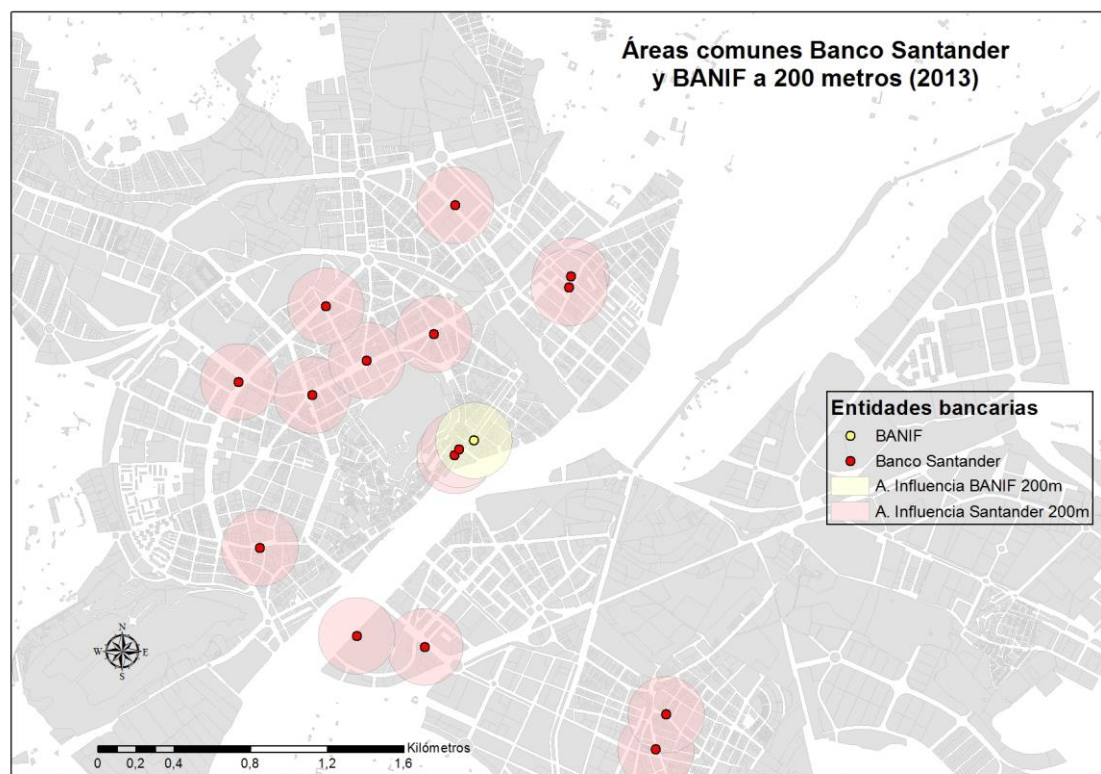 Áreas comunes Banco Santander
y BANIF a 200 metros (2013)
Entidades bancarias
BANIF
Banco Santander
A. Influencia BANIF 200m
A. Influencia Santander 200m
N
W E
S
Kilómetros
0 0,2 0,4 0,8 1,2 1,6